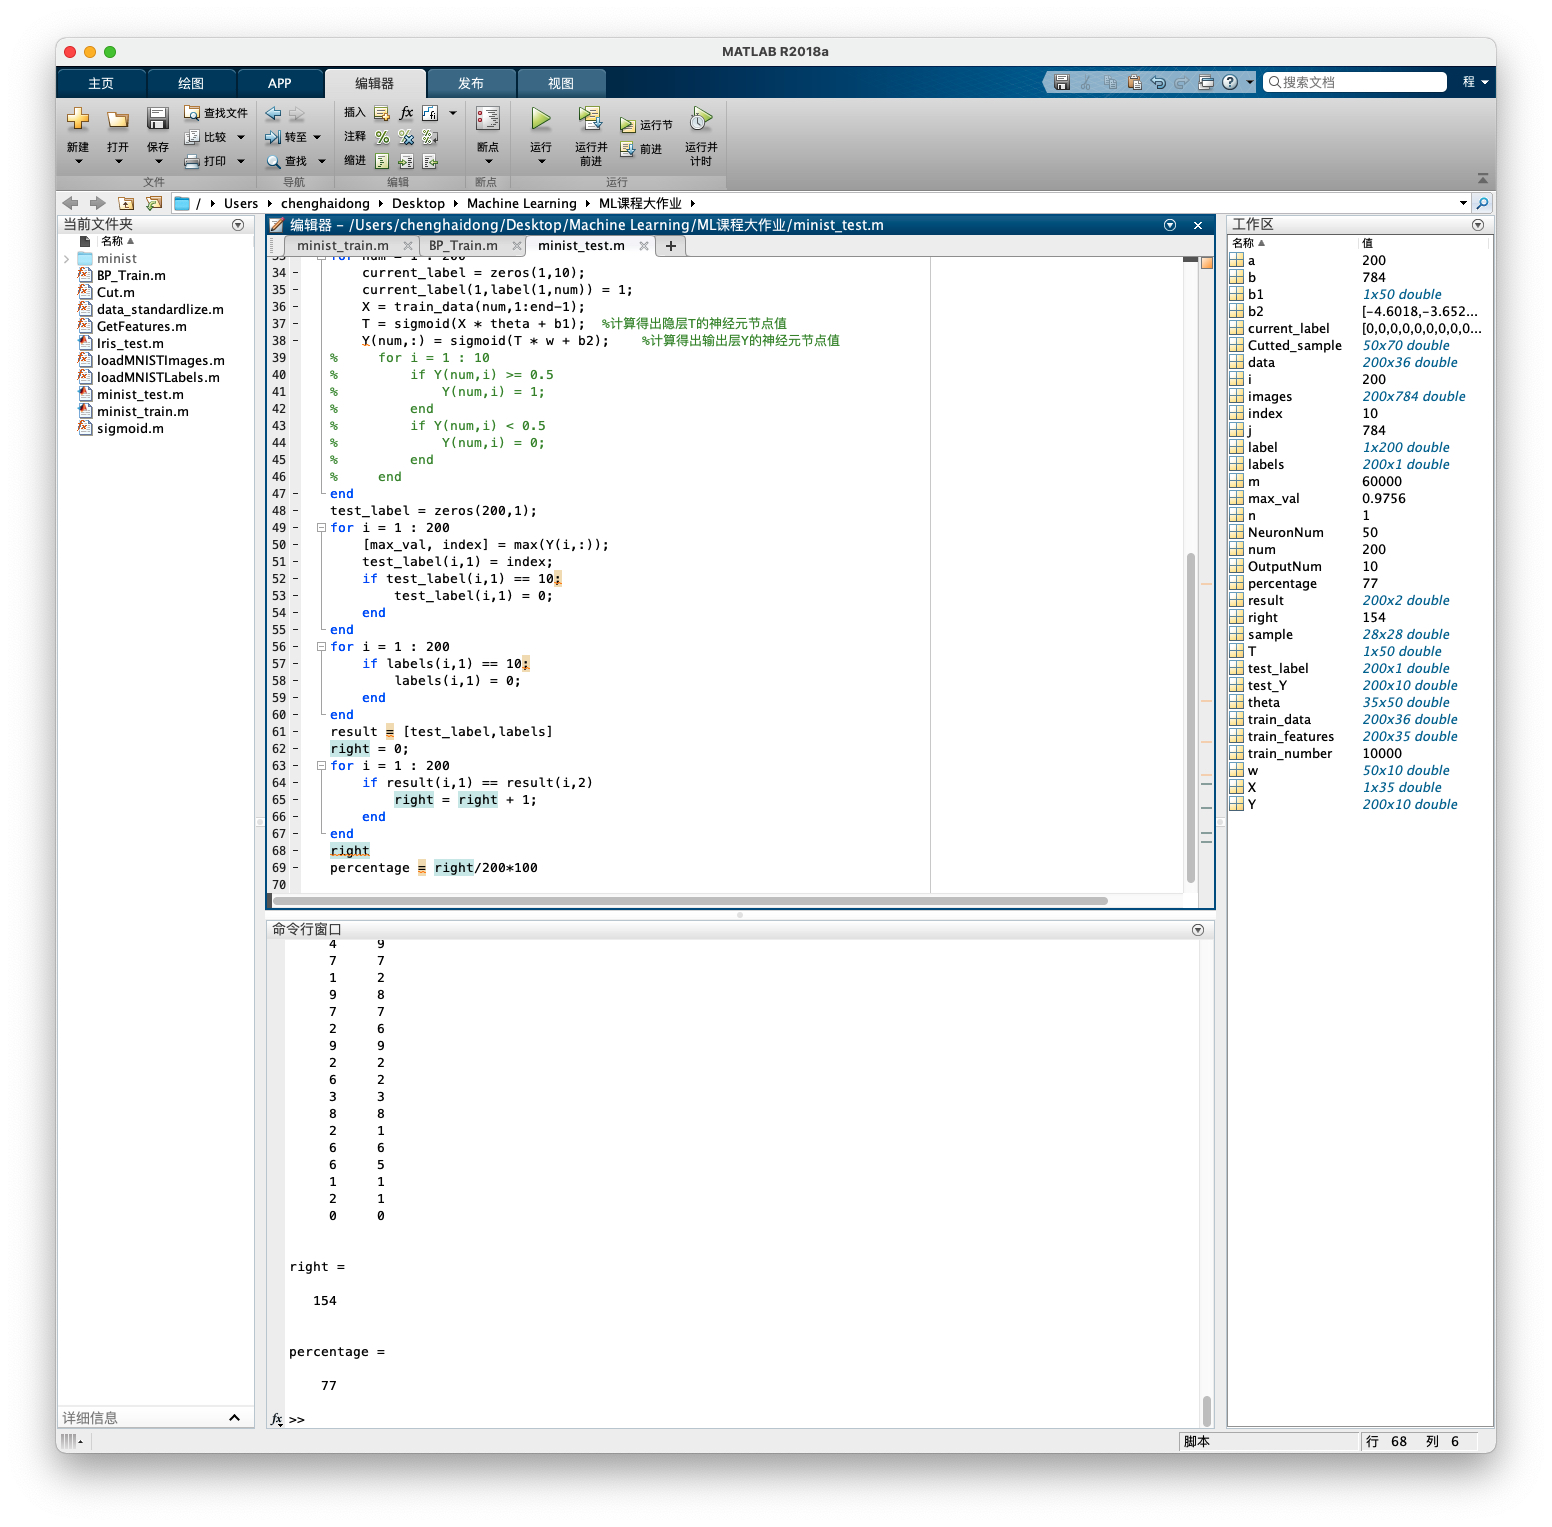 MATLAB R2018a
主页 绘图 APP 编辑器 发布 视图
搜索文档
程
新建 打开 保存 查找文件 比较 打印
文件
转至 查找
导航
插入 fx
注释
缩进
编辑
断点
断点
运行 运行并前进 运行节 前进 运行并计时
运行
/ Users chenghaidong Desktop Machine Learning ML课程大作业
当前文件夹
名称
minist
BP_Train.m
Cut.m
data_standardlize.m
GetFeatures.m
Iris_test.m
loadMNISTImages.m
loadMNISTLabels.m
minist_test.m
minist_train.m
sigmoid.m
详细信息
编辑器 – /Users/chenghaidong/Desktop/Machine Learning/ML课程大作业/minist_test.m
minist_train.m BP_Train.m minist_test.m +
33 for num = 1 : 200
34 – current_label = zeros(1,10);
35 – current_label(1,label(1,num)) = 1;
36 – X = train_data(num,1:end-1);
37 – T = sigmoid(X * theta + b1); %计算得出隐层T的神经元节点值
38 – Y(num,:) = sigmoid(T * w + b2); %计算得出输出层Y的神经元节点值
39 % for i = 1 : 10
40 % if Y(num,i) >= 0.5
41 % Y(num,i) = 1;
42 % end
43 % if Y(num,i) < 0.5
44 % Y(num,i) = 0;
45 % end
46 % end
47 – end
48 – test_label = zeros(200,1);
49 – for i = 1 : 200
50 – [max_val, index] = max(Y(i,:));
51 – test_label(i,1) = index;
52 – if test_label(i,1) == 10;
53 – test_label(i,1) = 0;
54 – end
55 – end
56 – for i = 1 : 200
57 – if labels(i,1) == 10;
58 – labels(i,1) = 0;
59 – end
60 – end
61 – result = [test_label,labels]
62 – right = 0;
63 – for i = 1 : 200
64 – if result(i,1) == result(i,2)
65 – right = right + 1;
66 – end
67 – end
68 – right
69 – percentage = right/200*100
70
命令行窗口
4 9
7 7
1 2
9 8
7 7
2 6
9 9
2 2
6 2
3 3
8 8
2 1
6 6
6 5
1 1
2 1
0 0
right =
154
percentage =
77
fx >>
工作区
名称 值
a 200
b 784
b1 1x50 double
b2 [-4.6018,-3.652...
current_label [0,0,0,0,0,0,0,0,0...
Cutted_sample 50x70 double
data 200x36 double
i 200
images 200x784 double
index 10
j 784
label 1x200 double
labels 200x1 double
m 60000
max_val 0.9756
n 1
NeuronNum 50
num 200
OutputNum 10
percentage 77
result 200x2 double
right 154
sample 28x28 double
T 1x50 double
test_label 200x1 double
test_Y 200x10 double
theta 35x50 double
train_data 200x36 double
train_features 200x35 double
train_number 10000
w 50x10 double
X 1x35 double
Y 200x10 double
脚本 行 68 列 6